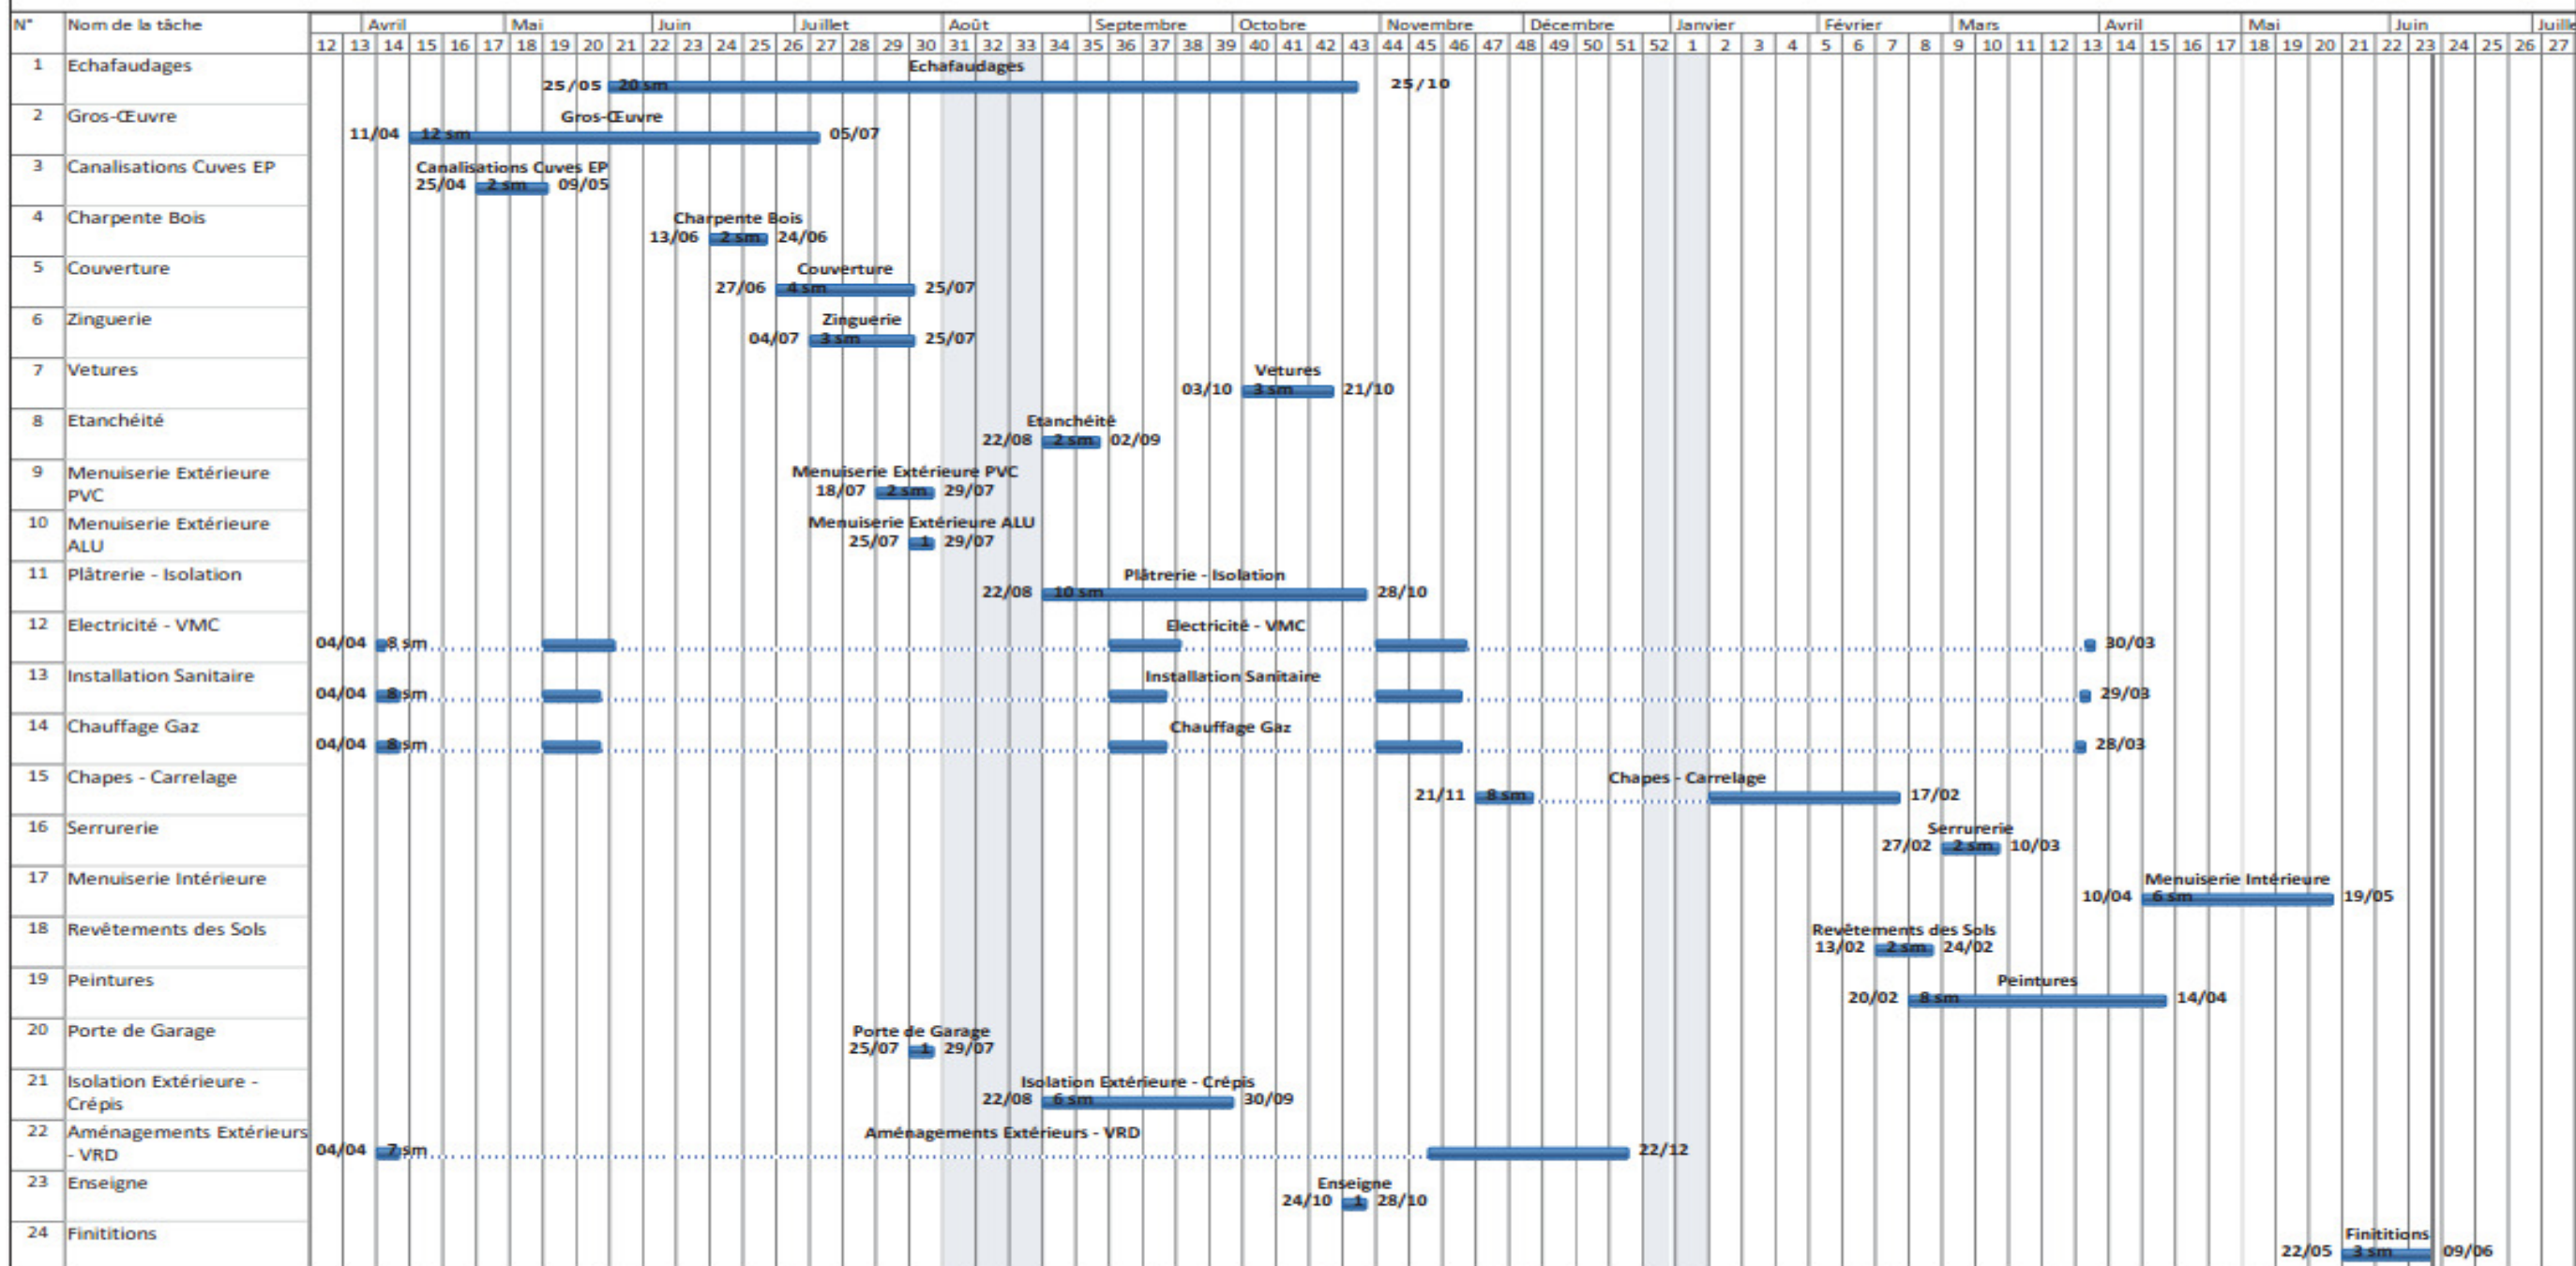 N° Nom de la tâche Avril Mai Juin Juillet Août Septembre Octobre Novembre Décembre Janvier Février Mars Avril Mai Juin Juille
12 13 14 15 16 17 18 19 20 21 22 23 24 25 26 27 28 29 30 31 32 33 34 35 36 37 38 39 40 41 42 43 44 45 46 47 48 49 50 51 52 1 2 3 4 5 6 7 8 9 10 11 12 13 14 15 16 17 18 19 20 21 22 23 24 25 26 27
1 Echafaudages Echafaudages
25/05 20 sm 25/10
2 Gros-Œuvre Gros-Œuvre
11/04 12 sm 05/07
3 Canalisations Cuves EP Canalisations Cuves EP
25/04 2 sm 09/05
4 Charpente Bois Charpente Bois
13/06 2 sm 24/06
5 Couverture Couverture
27/06 4 sm 25/07
6 Zinguerie Zinguerie
04/07 3 sm 25/07
7 Vetures Vetures
03/10 3 sm 21/10
8 Etanchéité Etanchéité
22/08 2 sm 02/09
9 Menuiserie Extérieure Menuiserie Extérieure PVC
PVC 18/07 2 sm 29/07
10 Menuiserie Extérieure Menuiserie Extérieure ALU
ALU 25/07 1 29/07
11 Plâtrerie - Isolation Plâtrerie - Isolation
22/08 10 sm 28/10
12 Electricité - VMC Electricité - VMC
04/04 8 sm 30/03
13 Installation Sanitaire Installation Sanitaire
04/04 8 sm 29/03
14 Chauffage Gaz Chauffage Gaz
04/04 8 sm 28/03
15 Chapes - Carrelage Chapes - Carrelage
21/11 8 sm 17/02
16 Serrurerie Serrurerie
27/02 2 sm 10/03
17 Menuiserie Intérieure Menuiserie Intérieure
10/04 6 sm 19/05
18 Revêtements des Sols Revêtements des Sols
13/02 2 sm 24/02
19 Peintures Peintures
20/02 8 sm 14/04
20 Porte de Garage Porte de Garage
25/07 1 29/07
21 Isolation Extérieure - Isolation Extérieure - Crépis
Crépis 22/08 6 sm 30/09
22 Aménagements Extérieurs Aménagements Extérieurs - VRD
- VRD 04/04 7 sm 22/12
23 Enseigne Enseigne
24/10 1 28/10
24 Finititions Finititions
22/05 3 sm 09/06